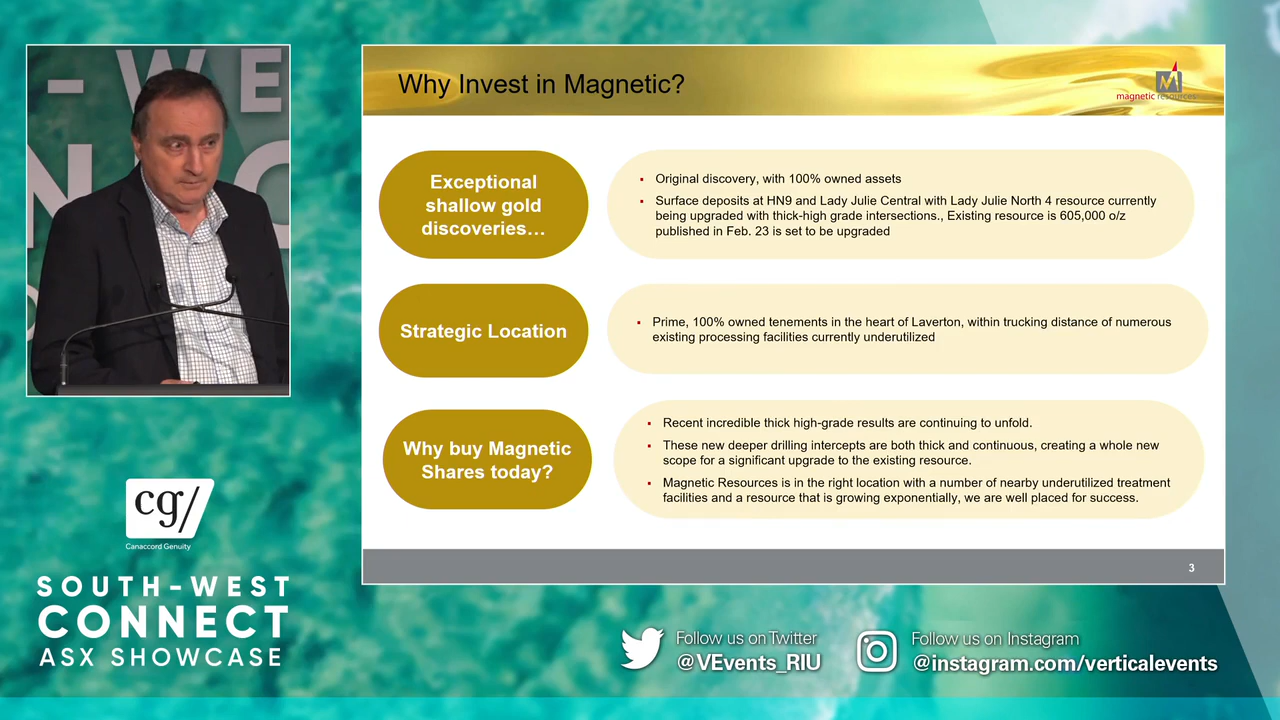 - W E
N
Why Invest in Magnetic?
magnetic resources
Exceptional
shallow gold
discoveries…
▪ Original discovery, with 100% owned assets
▪ Surface deposits at HN9 and Lady Julie Central with Lady Julie North 4 resource currently
being upgraded with thick-high grade intersections., Existing resource is 605,000 o/z
published in Feb. 23 is set to be upgraded
Strategic Location
▪ Prime, 100% owned tenements in the heart of Laverton, within trucking distance of numerous
existing processing facilities currently underutilized
Why buy Magnetic
Shares today?
▪ Recent incredible thick high-grade results are continuing to unfold.
▪ These new deeper drilling intercepts are both thick and continuous, creating a whole new
scope for a significant upgrade to the existing resource.
▪ Magnetic Resources is in the right location with a number of nearby underutilized treatment
facilities and a resource that is growing exponentially, we are well placed for success.
3
cg/
Canaccord Genuity
SOUTH-WEST
CONNECT
ASX SHOWCASE
Follow us on Twitter
@VEvents_RIU
Follow us on Instagram
@instagram.com/verticalevents